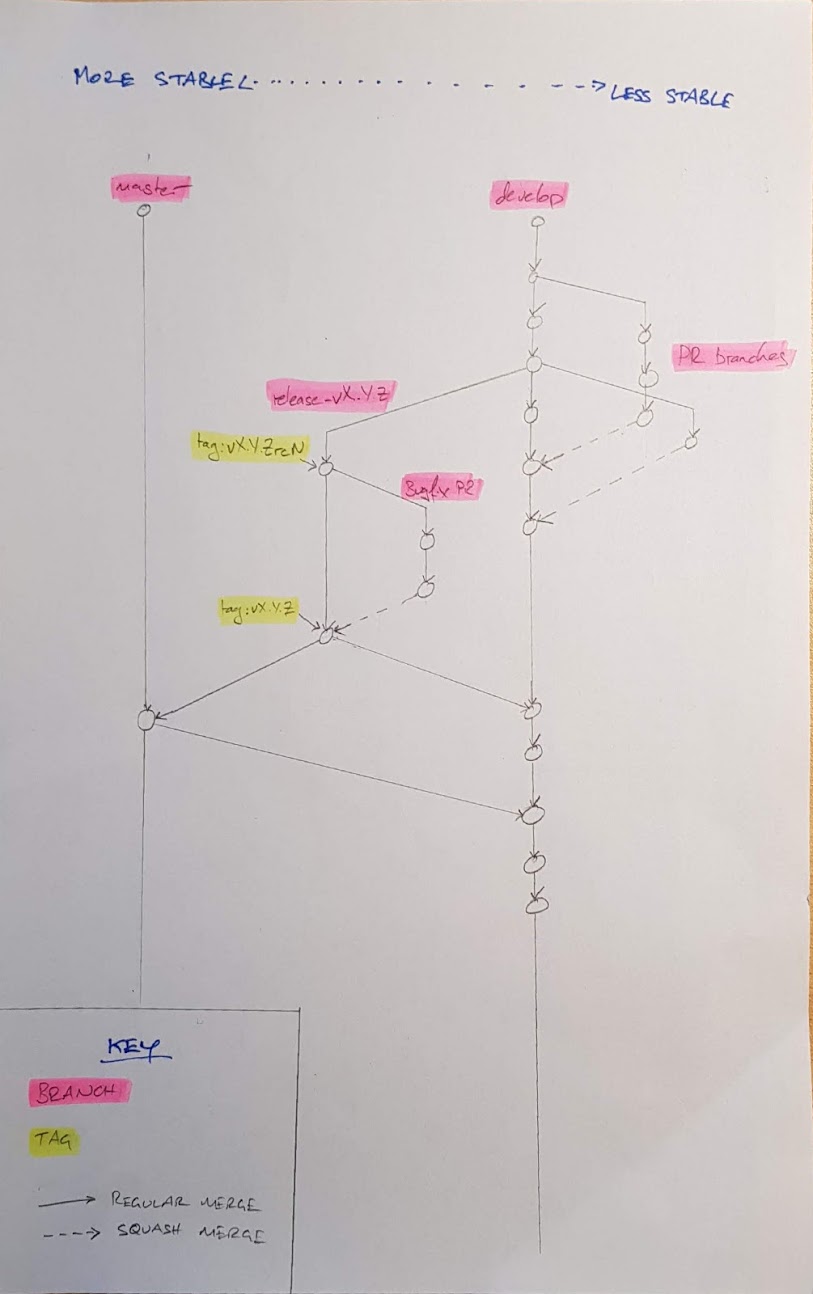 MORE STABLE
LESS STABLE
master
develop
PR branches
release-vX.Y.Z
tag:vX.Y.ZrcN
Bugfix PR
tag:vX.Y.Z
KEY
BRANCH
TAG
REGULAR MERGE
SQUASH MERGE